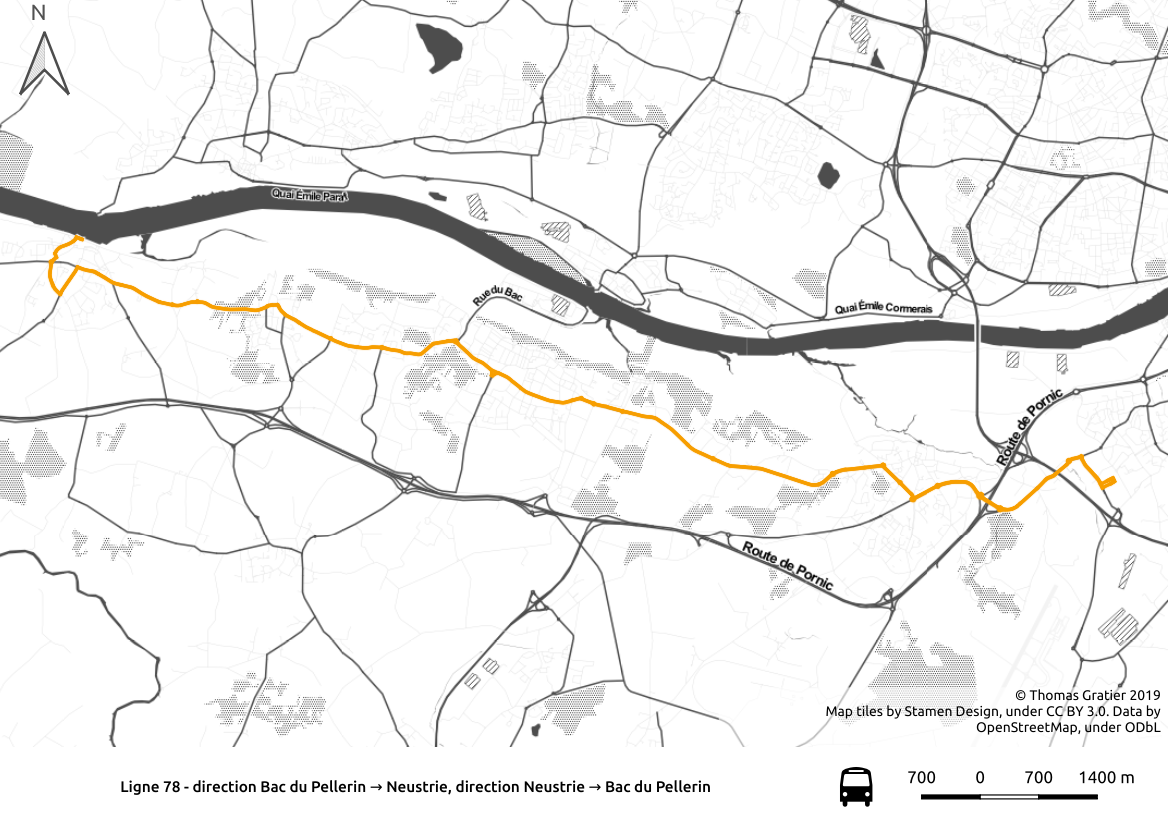 N
Quai Émile Para
Rue du Bac
Quai Émile Cormerais
Route de Pornic
Route de Pornic
© Thomas Gratier 2019
Map tiles by Stamen Design, under CC BY 3.0. Data by
OpenStreetMap, under ODbL
Ligne 78 - direction Bac du Pellerin → Neustrie, direction Neustrie → Bac du Pellerin
700 0 700 1400 m